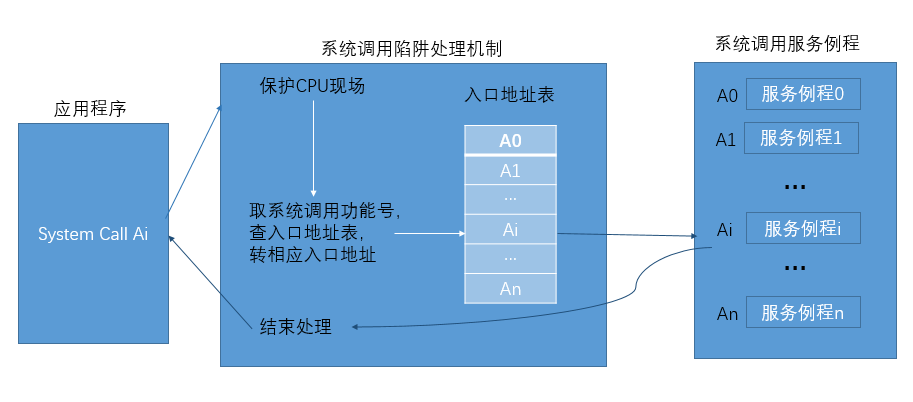 系统调用陷阱处理机制
系统调用服务例程
应用程序
System Call Ai
保护CPU现场
取系统调用功能号，
查入口地址表，
转相应入口地址
结束处理
入口地址表
A0
A1
...
Ai
...
An
A0 服务例程0
A1 服务例程1
...
Ai 服务例程i
...
An 服务例程n